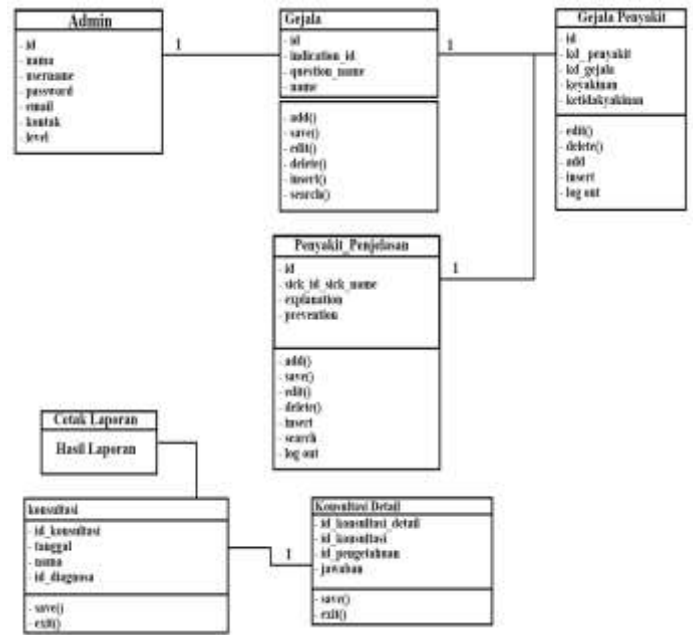 Admin
- id
- nama
- username
- password
- email
- kontak
- level
1
Gejala
- id
- indication_id
- question_name
- name
- add()
- save()
- edit()
- delete()
- insert()
- search()
1
Gejala Penyakit
- id
- kd_penyakit
- kd_gejala
- keyakinan
- ketidakyakinan
- edit()
- delete()
- add
- insert
- log out
Penyakit_Penjelasan
- id
- sick_id_sick_name
- explanation
- prevention
- add()
- save()
- edit()
- delete()
- insert
- search
- log out
1
Cetak Laporan
Hasil Laporan
konsultasi
- id_konsultasi
- tanggal
- nama
- id_diagnosa
- save()
- exit()
1
Konsultasi Detail
- id_konsultasi_detail
- id_konsultasi
- id_pengetahuan
- jawaban
- save()
- exit()